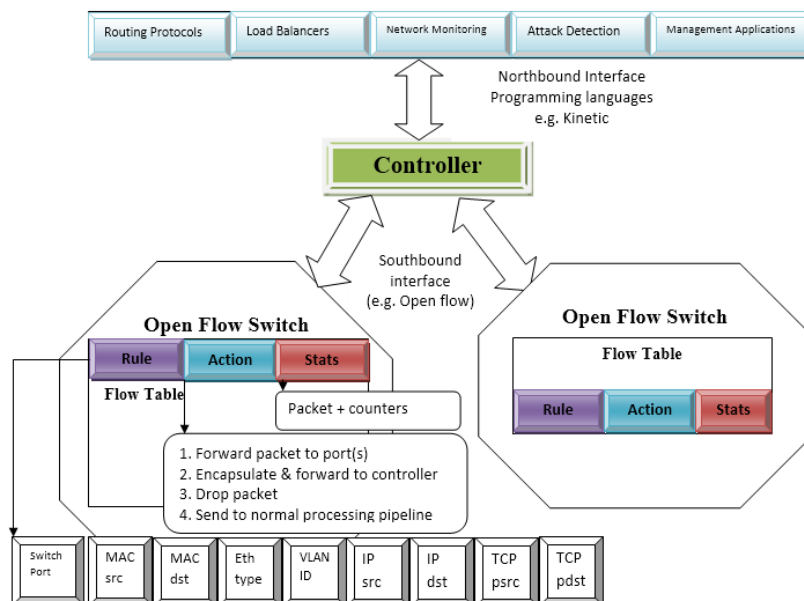 Routing Protocols
Load Balancers
Network Monitoring
Attack Detection
Management Applications
Northbound Interface
Programming languages
e.g. Kinetic
Controller
Southbound
interface
(e.g. Open flow)
Open Flow Switch
Rule
Action
Stats
Flow Table
Packet + counters
1. Forward packet to port(s)
2. Encapsulate & forward to controller
3. Drop packet
4. Send to normal processing pipeline
Open Flow Switch
Flow Table
Rule
Action
Stats
Switch
Port
MAC
src
MAC
dst
Eth
type
VLAN
ID
IP
src
IP
dst
TCP
psrc
TCP
pdst